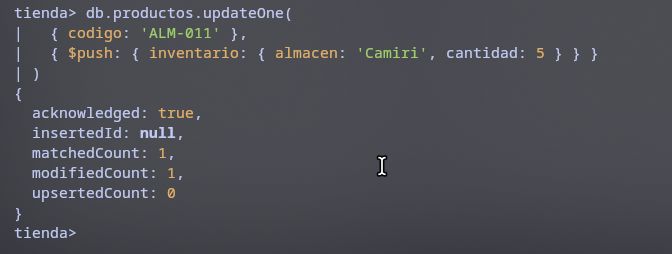 tienda> db.productos.updateOne(
|   { codigo: 'ALM-011' },
|   { $push: { inventario: { almacen: 'Camiri', cantidad: 5 } } }
| )
{
  acknowledged: true,
  insertedId: null,
  matchedCount: 1,
  modifiedCount: 1,
  upsertedCount: 0
}
tienda>